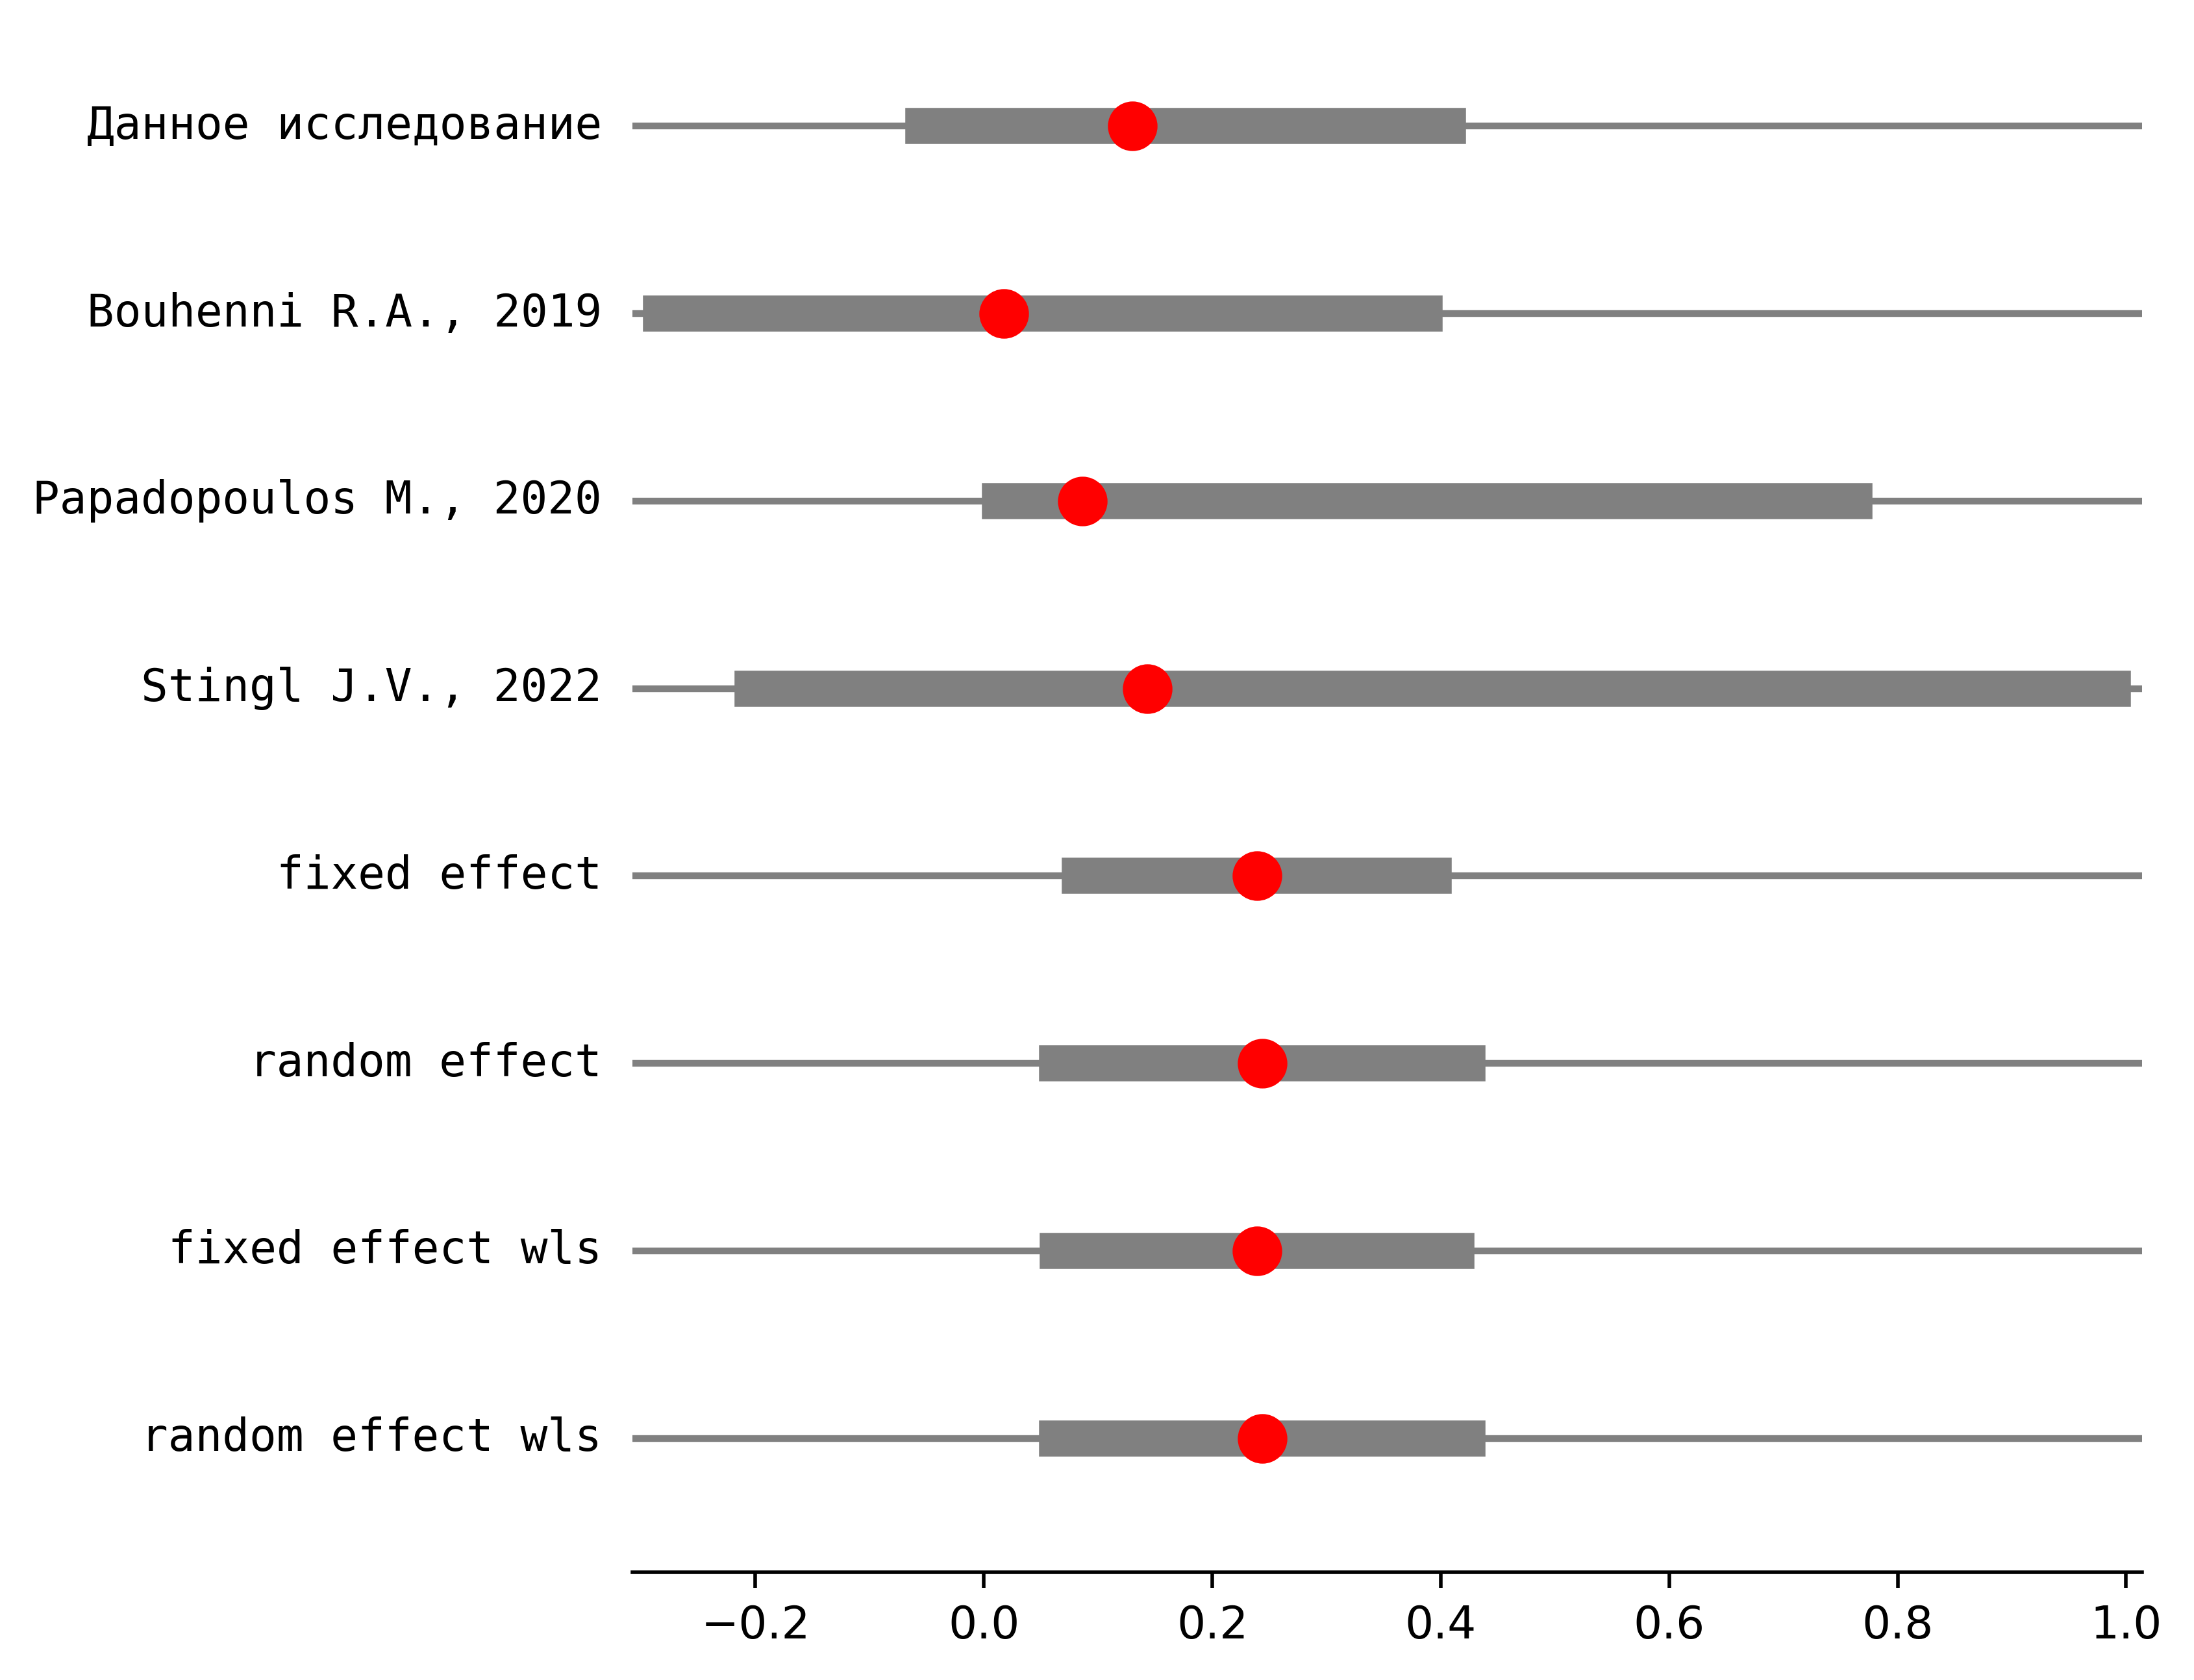 Данное исследование
Bouhenni R.A., 2019
Papadopoulos M., 2020
Stingl J.V., 2022
fixed effect
random effect
fixed effect wls
random effect wls
−0.2 0.0 0.2 0.4 0.6 0.8 1.0